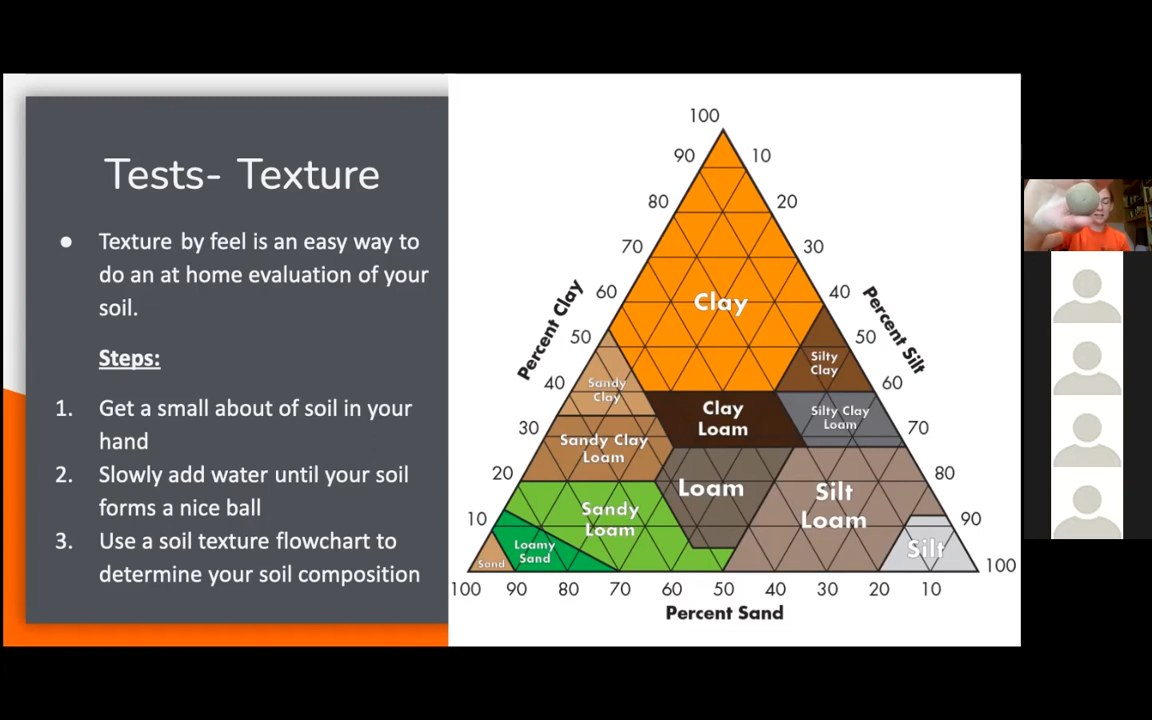 Tests- Texture
● Texture by feel is an easy way to
do an at home evaluation of your
soil.
Steps:
1. Get a small about of soil in your
hand
2. Slowly add water until your soil
forms a nice ball
3. Use a soil texture flowchart to
determine your soil composition
100
90 10
80 20
70 30
60 40
50 50
40 60
30 70
20 80
10 90
100
Percent Clay
Percent Silt
Clay
Silty
Clay
Sandy
Clay
Clay
Loam
Silty Clay
Loam
Sandy Clay
Loam
Loam
Silt
Loam
Sandy
Loam
Loamy
Sand
Sand
Silt
100 90 80 70 60 50 40 30 20 10
Percent Sand